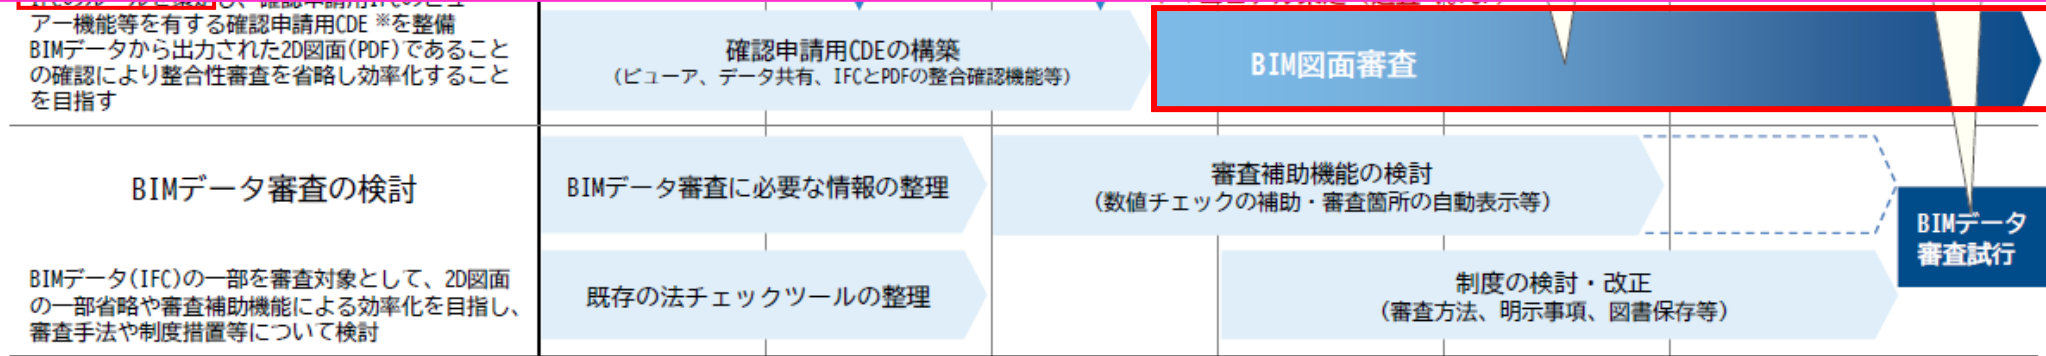 アー機能等を有する確認申請用CDE ※を整備
BIMデータから出力された2D図面(PDF)であること
の確認により整合性審査を省略し効率化すること
を目指す
確認申請用CDEの構築
（ビューア、データ共有、IFCとPDFの整合確認機能等）
BIM図面審査
BIMデータ審査の検討
BIMデータ(IFC)の一部を審査対象として、2D図面
の一部省略や審査補助機能による効率化を目指し、
審査手法や制度措置等について検討
BIMデータ審査に必要な情報の整理
審査補助機能の検討
（数値チェックの補助・審査箇所の自動表示等）
既存の法チェックツールの整理
制度の検討・改正
（審査方法、明示事項、図書保存等）
BIMデータ
審査試行